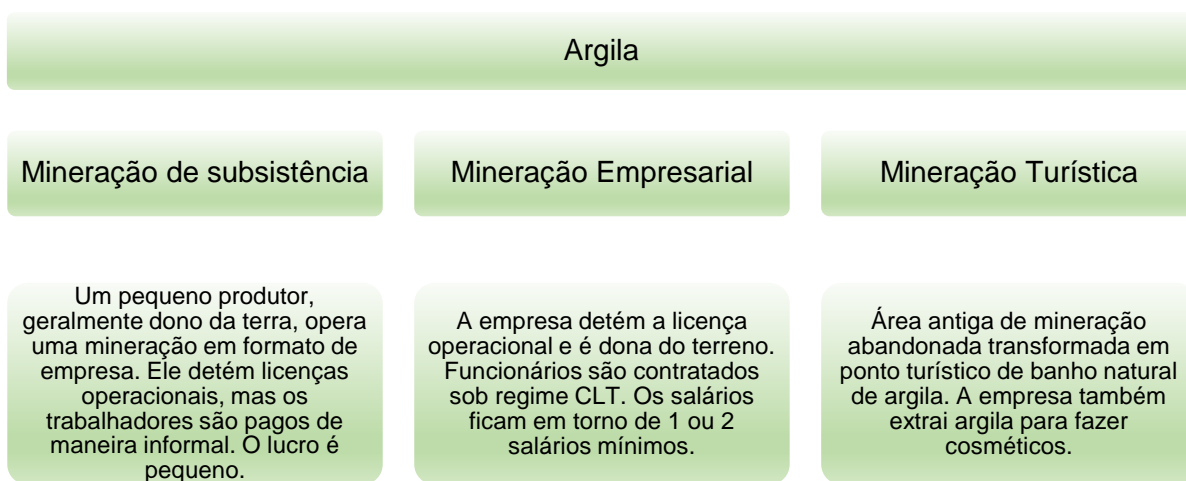 Argila
Mineração de subsistência
Um pequeno produtor,
geralmente dono da terra, opera
uma mineração em formato de
empresa. Ele detém licenças
operacionais, mas os
trabalhadores são pagos de
maneira informal. O lucro é
pequeno.
Mineração Empresarial
A empresa detém a licença
operacional e é dona do terreno.
Funcionários são contratados
sob regime CLT. Os salários
ficam em torno de 1 ou 2
salários mínimos.
Mineração Turística
Área antiga de mineração
abandonada transformada em
ponto turístico de banho natural
de argila. A empresa também
extrai argila para fazer
cosméticos.